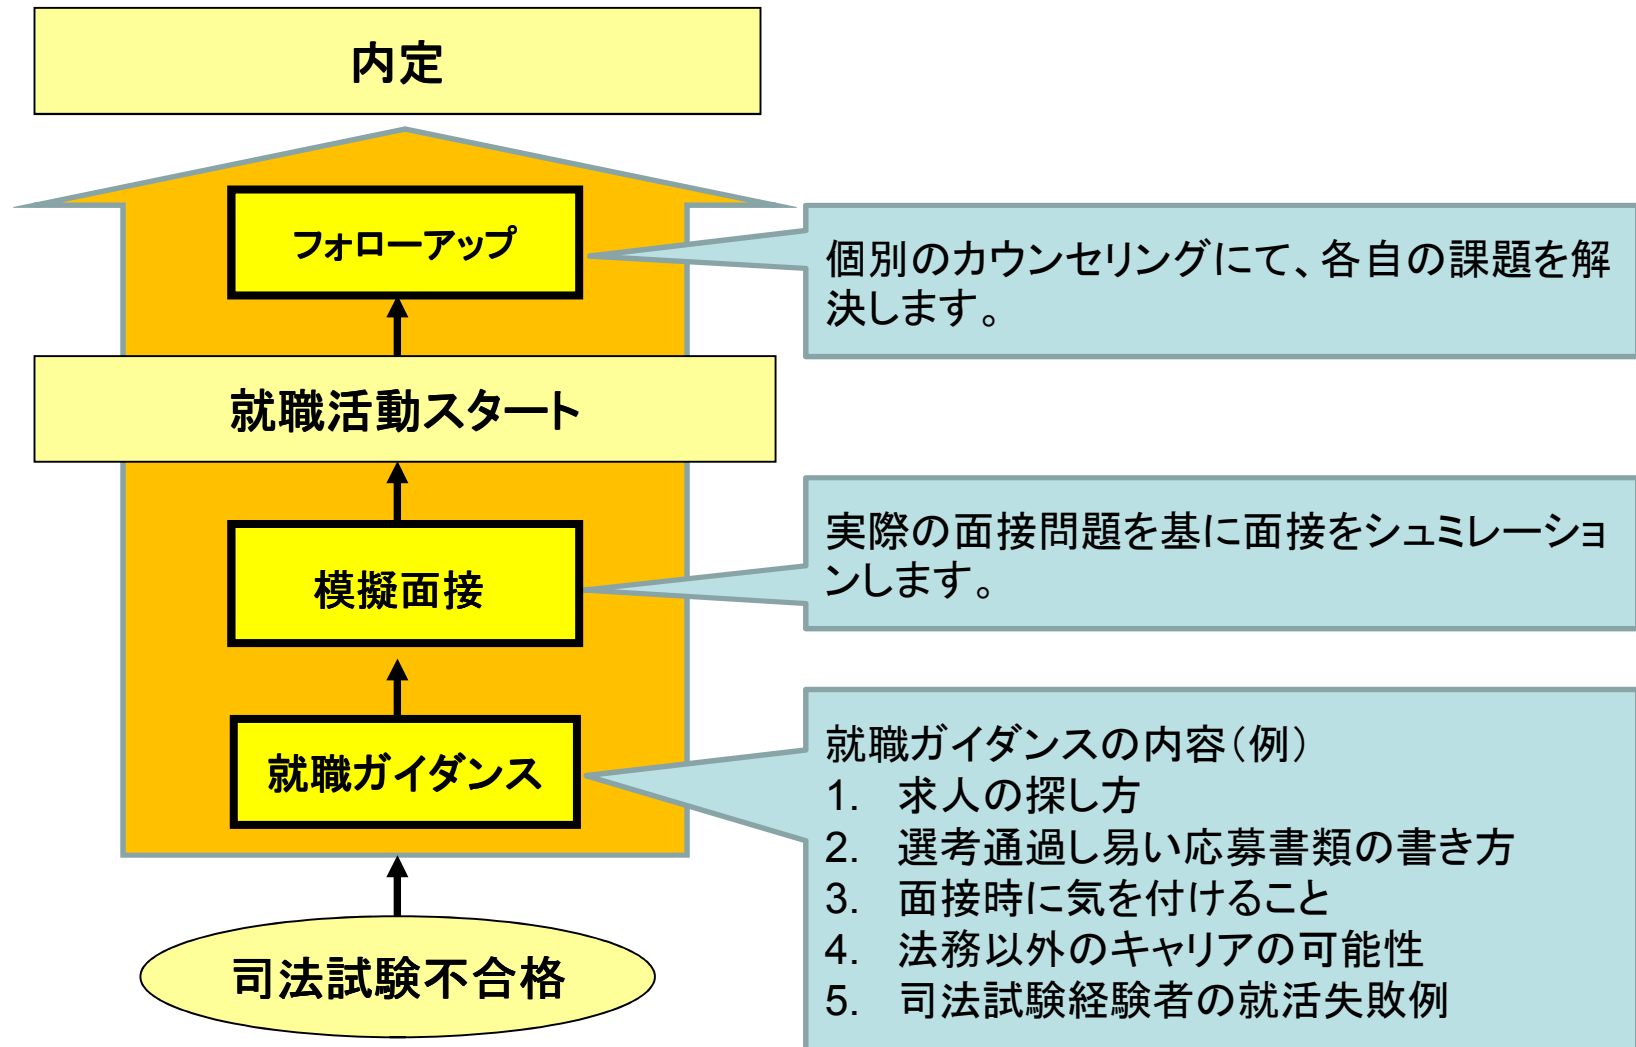 内定
フォローアップ
個別のカウンセリングにて、各自の課題を解
決します。
就職活動スタート
実際の面接問題を基に面接をシュミレーショ
ンします。
模擬面接
就職ガイダンス
就職ガイダンスの内容（例）
1. 求人の探し方
2. 選考通過し易い応募書類の書き方
3. 面接時に気を付けること
4. 法務以外のキャリアの可能性
5. 司法試験経験者の就活失敗例
司法試験不合格